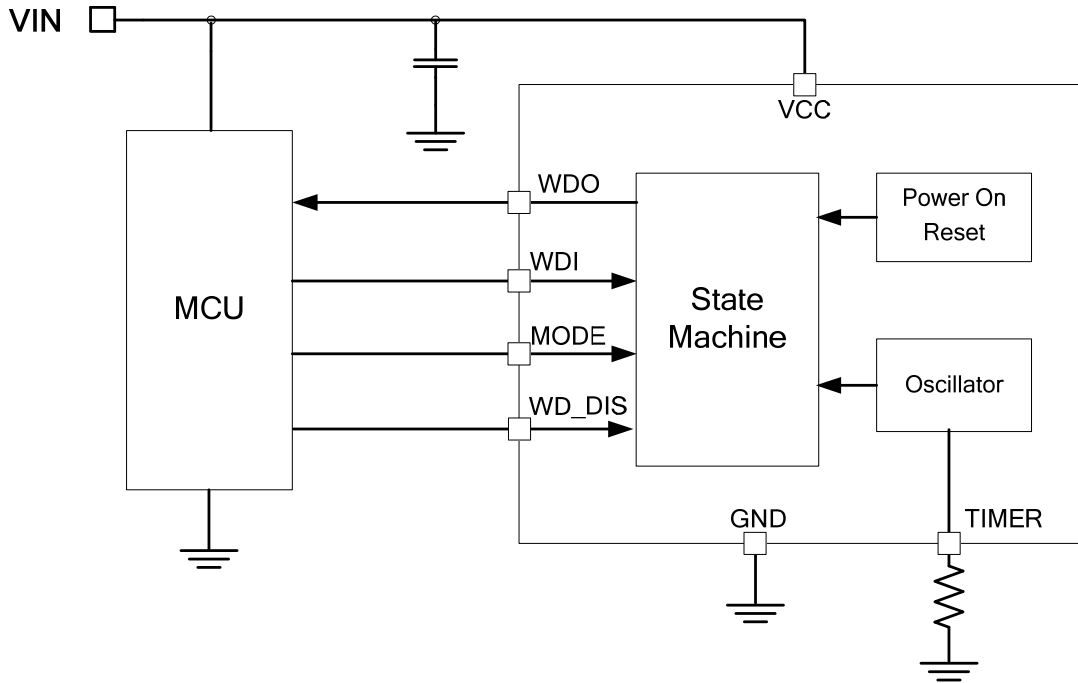 VIN
VCC
WDO
Power On
Reset
WDI
State
Machine
MCU
MODE
Oscillator
WD_DIS
GND
TIMER